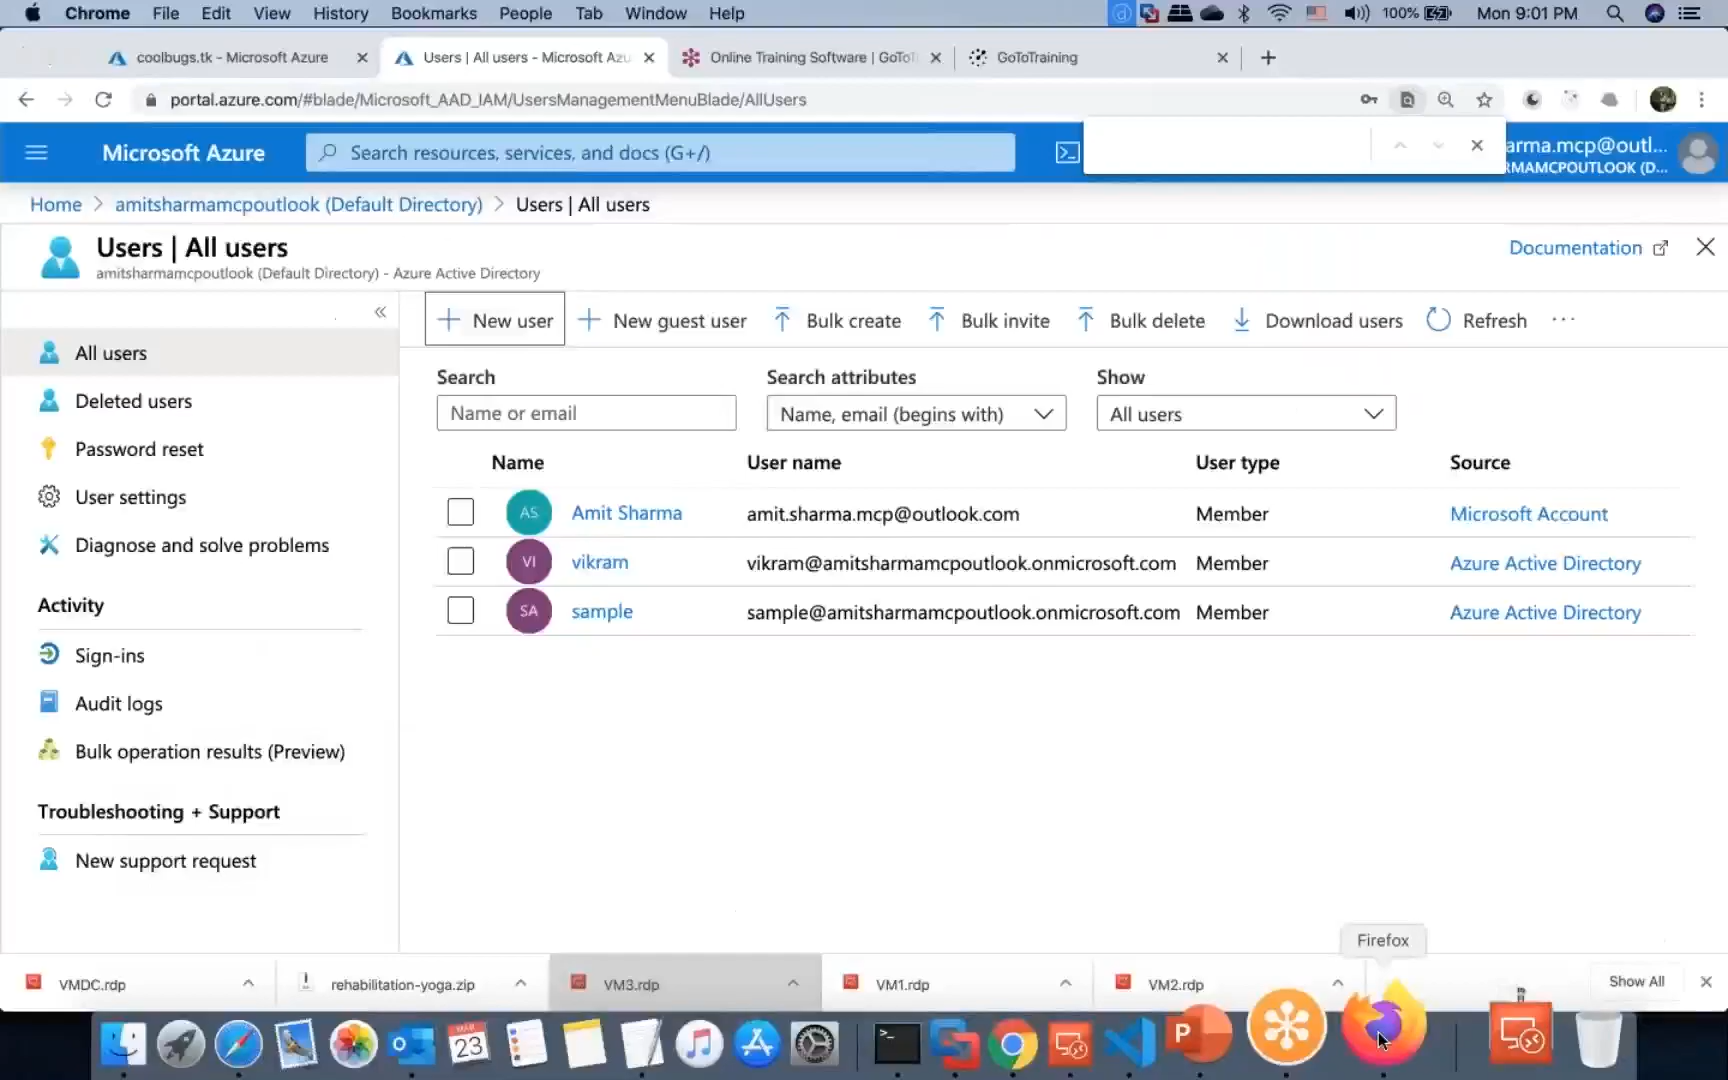 Chrome File Edit View History Bookmarks People Tab Window Help 100% Mon 9:01 PM
coolbugs.tk - Microsoft Azure Users | All users - Microsoft Azu Online Training Software | GoToT GoToTraining
portal.azure.com/#blade/Microsoft_AAD_IAM/UsersManagementMenuBlade/AllUsers
Microsoft Azure Search resources, services, and docs (G+/) arma.mcp@outl...
RMAMCPOUTLOOK (D...
Home > amitsharmamcpoutlook (Default Directory) > Users | All users
Users | All users Documentation
amitsharmamcpoutlook (Default Directory) - Azure Active Directory
New user New guest user Bulk create Bulk invite Bulk delete Download users Refresh ...
All users
Deleted users
Password reset
User settings
Diagnose and solve problems
Activity
Sign-ins
Audit logs
Bulk operation results (Preview)
Troubleshooting + Support
New support request
Search Search attributes Show
Name or email Name, email (begins with) All users
Name User name User type Source
AS Amit Sharma amit.sharma.mcp@outlook.com Member Microsoft Account
VI vikram vikram@amitsharmamcpoutlook.onmicrosoft.com Member Azure Active Directory
SA sample sample@amitsharmamcpoutlook.onmicrosoft.com Member Azure Active Directory
Firefox
VMDC.rdp rehabilitation-yoga.zip VM3.rdp VM1.rdp VM2.rdp Show All
MAR
23
P